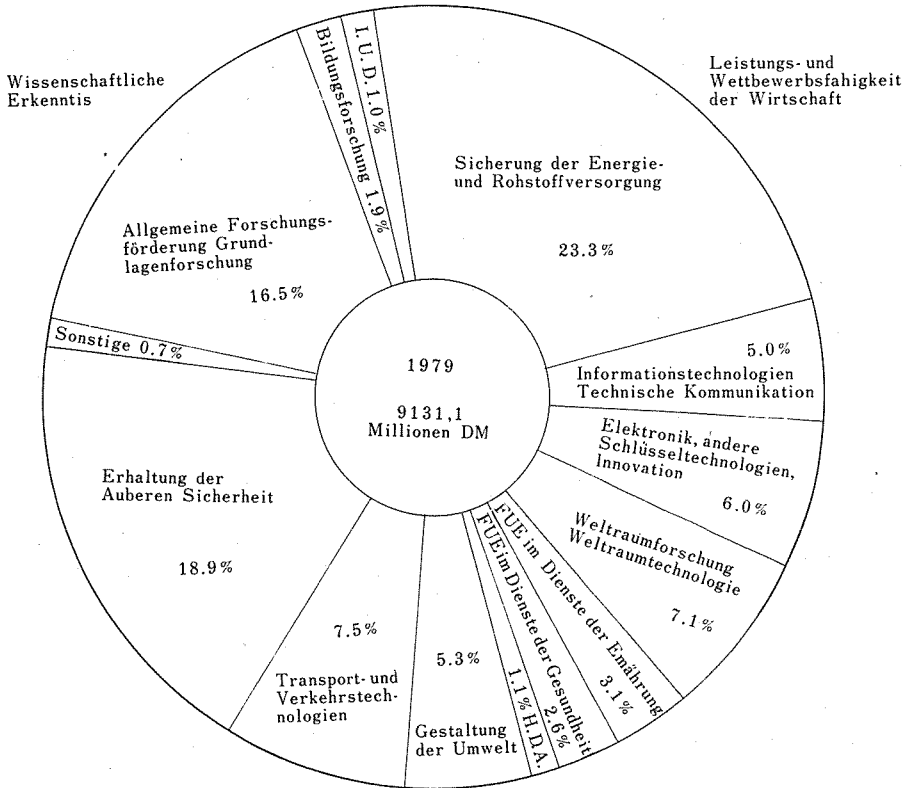 Wissenschaftliche
Erkenntis
Leistungs- und
Wettbewerbsfahigkeit
der Wirtschaft
Bildungsforschung 1.9%
I. U. D. 1.0%
Sicherung der Energie-
und Rohstoffversorgung
23.3%
Allgemeine Forschungs-
förderung Grund-
lagenforschung
16.5%
Sonstige 0.7%
1979
9131,1
Millionen DM
5.0%
Informationstechnologien
Technische Kommunikation
Elektronik, andere
Schlüsseltechnologien,
Innovation
6.0%
Weltraumforschung
Weltraumtechnologie
7.1%
FUE im Dienste der Emährung
3.1%
FUE im Dienste der Gesundheit
2.6%
1.1% H.D.A.
5.3%
Gestaltung
der Umwelt
7.5%
Transport- und
Verkehrstech-
nologien
Erhaltung der
Auberen Sicherheit
18.9%